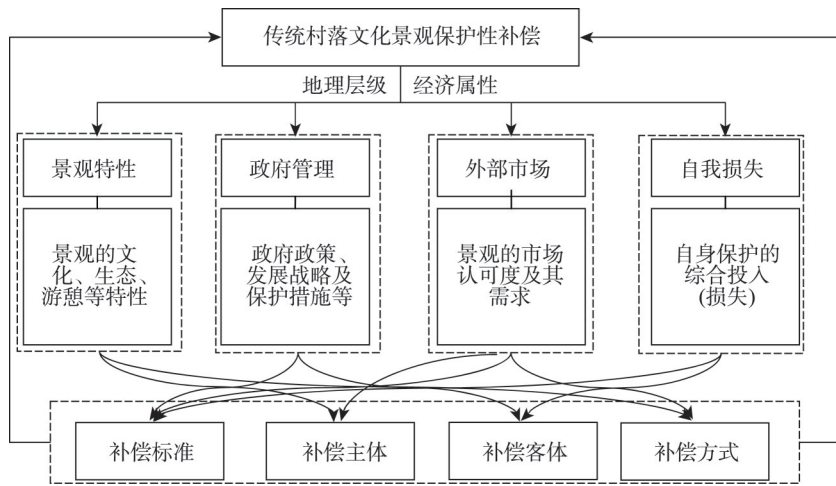 传统村落文化景观保护性补偿
地理层级 经济属性
景观特性
政府管理
外部市场
自我损失
景观的文
化、生态、
游憩等特性
政府政策、
发展战略及
保护措施等
景观的市场
认可度及其
需求
自身保护的
综合投入
(损失)
补偿标准
补偿主体
补偿客体
补偿方式